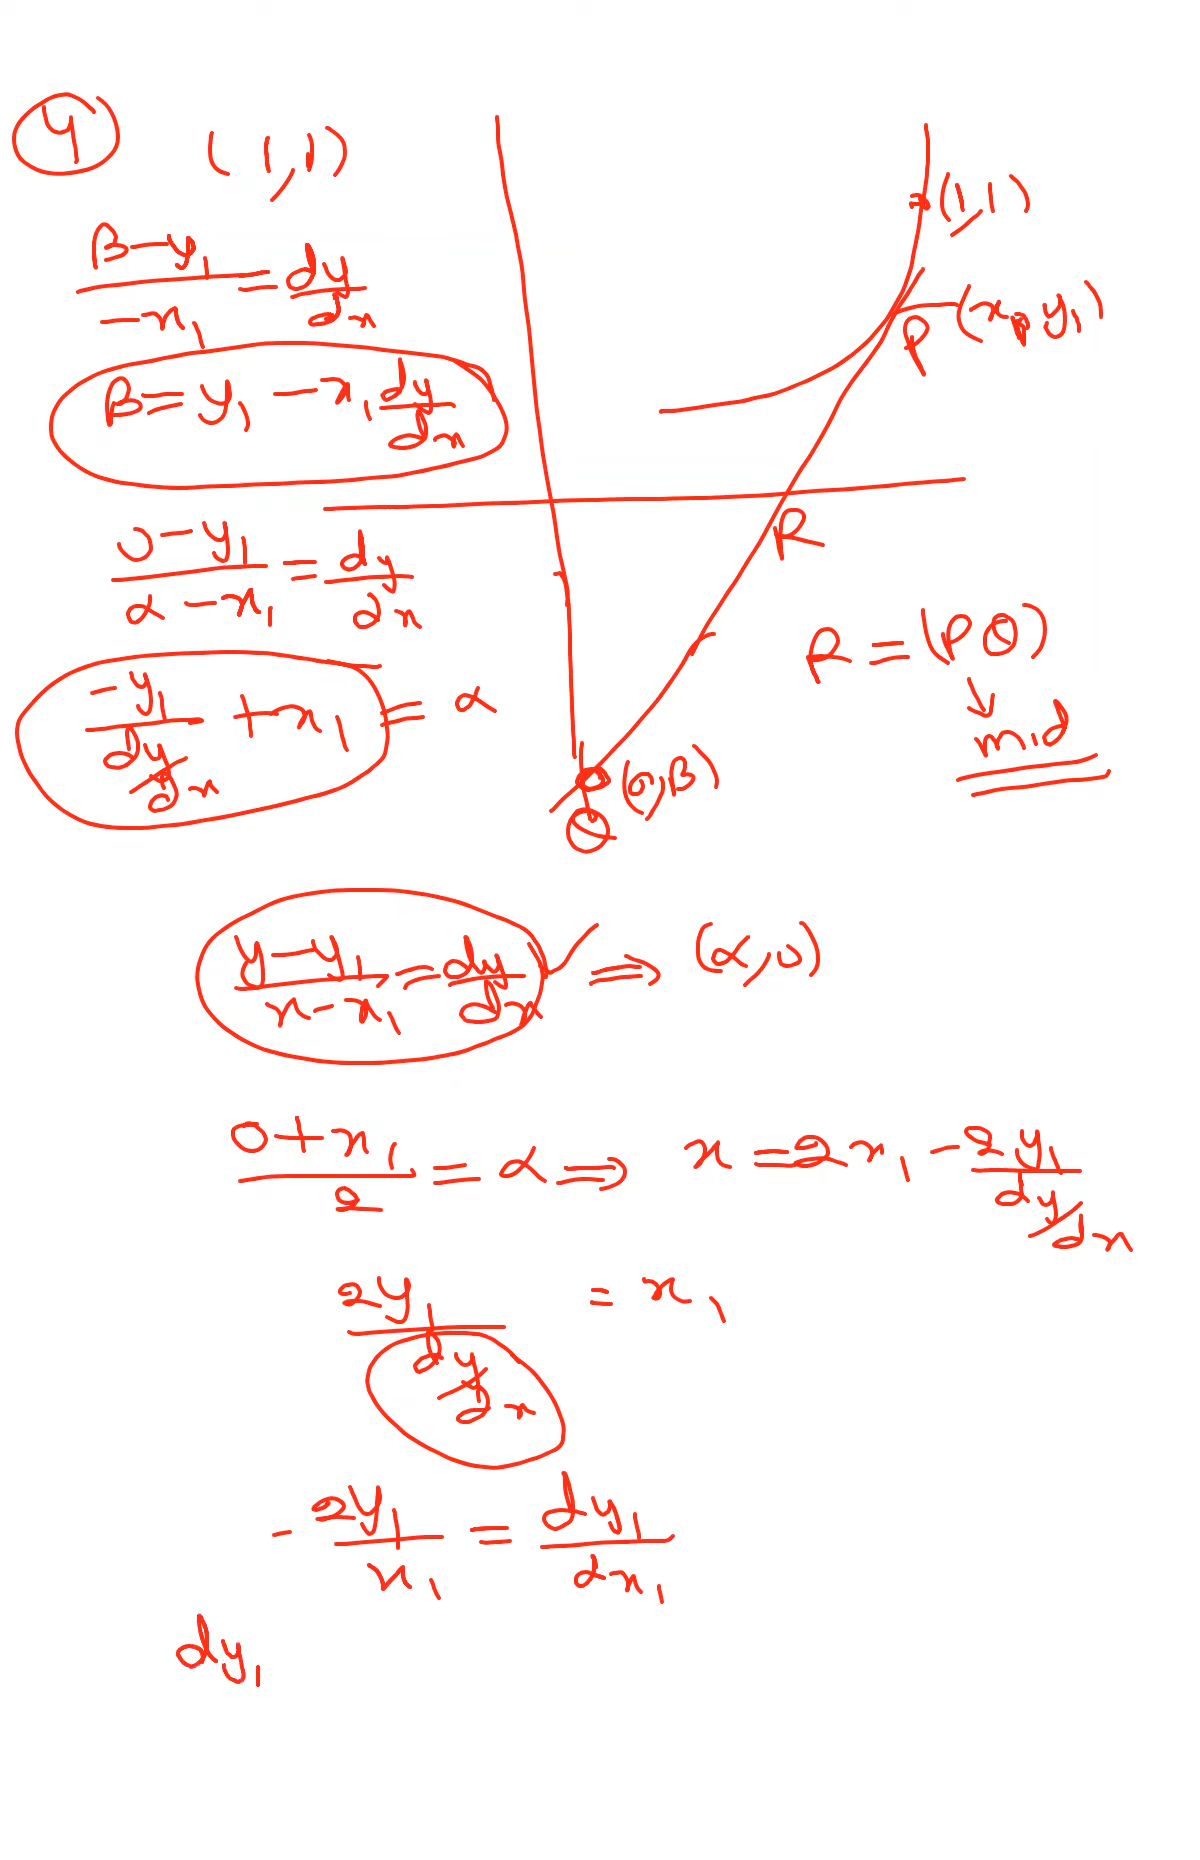 4
(1,1)
β-y₁/-x₁ = dy/dx
β = y₁ - x₁ dy/dx
0-y₁/α-x₁ = dy/dx
-y₁/dy/dx + x₁ = α
(1,1)
P (x₁, y₁)
R
R = (PQ)
↓
mid
(0,β)
Q
y-y₁/x-x₁ = dy/dx ✓ ⇒ (α,0)
0+x₁/2 = α ⇒ x = 2x₁ - 2y₁/dy/dx
2y₁/dy/dx = x₁
- 2y₁/x₁ = dy₁/dx₁
dy₁